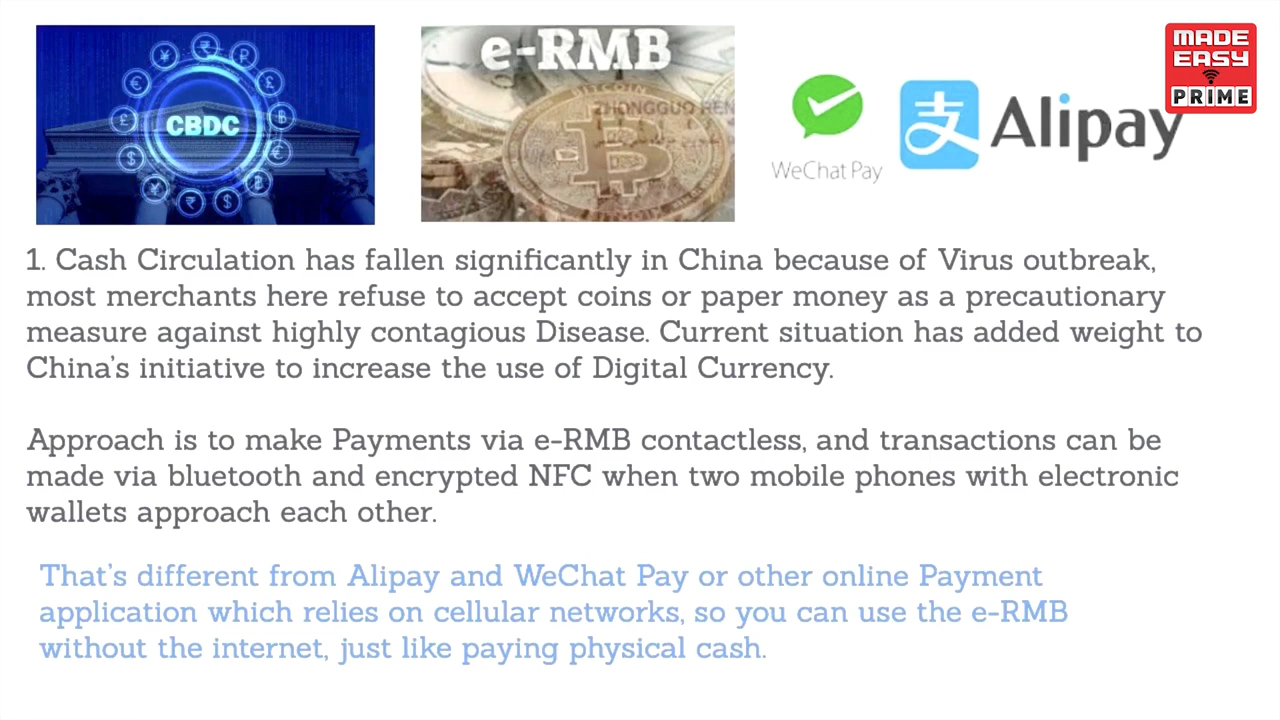 CBDC
e-RMB
BITCOIN
ZHONGGUO REN
WeChat Pay
支 Alipay
MADE
EASY
PRIME
1. Cash Circulation has fallen significantly in China because of Virus outbreak,
most merchants here refuse to accept coins or paper money as a precautionary
measure against highly contagious Disease. Current situation has added weight to
China's initiative to increase the use of Digital Currency.
Approach is to make Payments via e-RMB contactless, and transactions can be
made via bluetooth and encrypted NFC when two mobile phones with electronic
wallets approach each other.
That's different from Alipay and WeChat Pay or other online Payment
application which relies on cellular networks, so you can use the e-RMB
without the internet, just like paying physical cash.